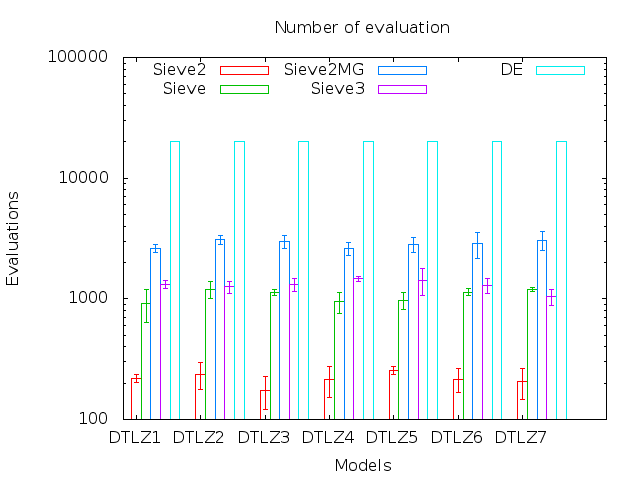 Number of evaluation
100000
Sieve2 Sieve2MG DE
Sieve Sieve3
10000
Evaluations
1000
100
DTLZ1 DTLZ2 DTLZ3 DTLZ4 DTLZ5 DTLZ6 DTLZ7
Models